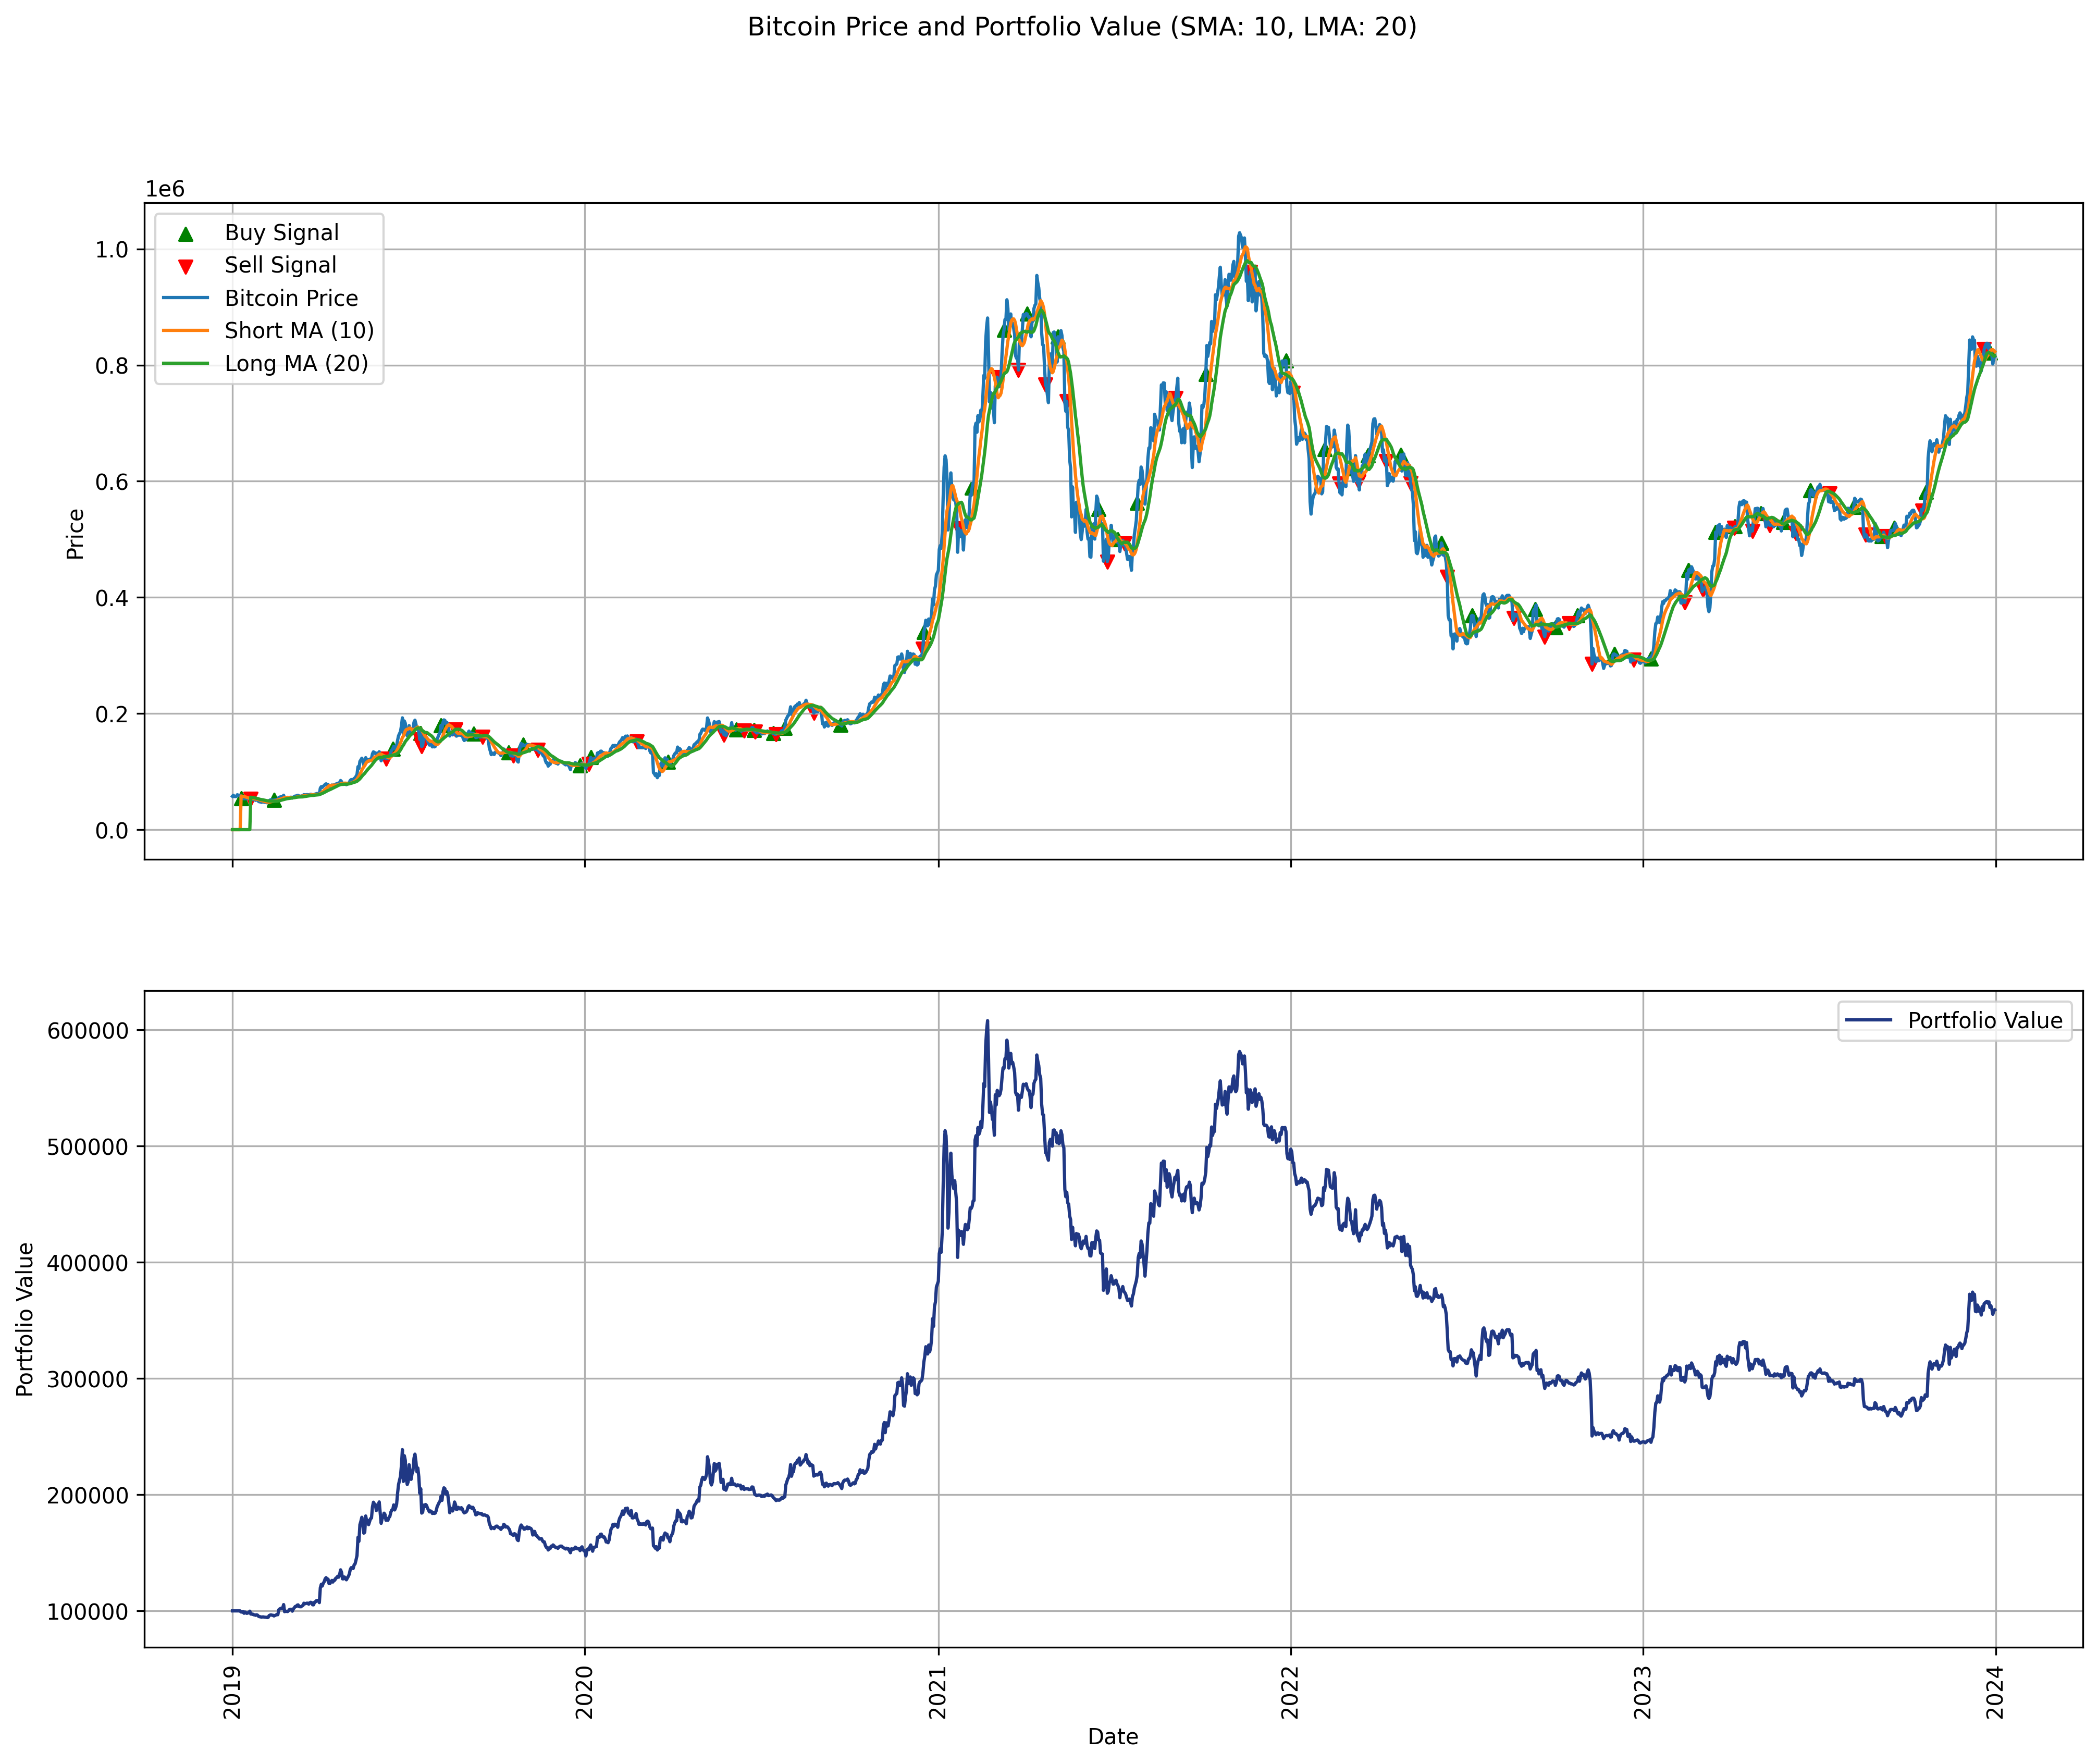 Bitcoin Price and Portfolio Value (SMA: 10, LMA: 20)
1e6
Buy Signal
Sell Signal
Bitcoin Price
Short MA (10)
Long MA (20)
1.0
0.8
0.6
0.4
0.2
0.0
Price
Portfolio Value
600000
500000
400000
300000
200000
100000
Portfolio Value
2019
2020
2021
2022
2023
2024
Date